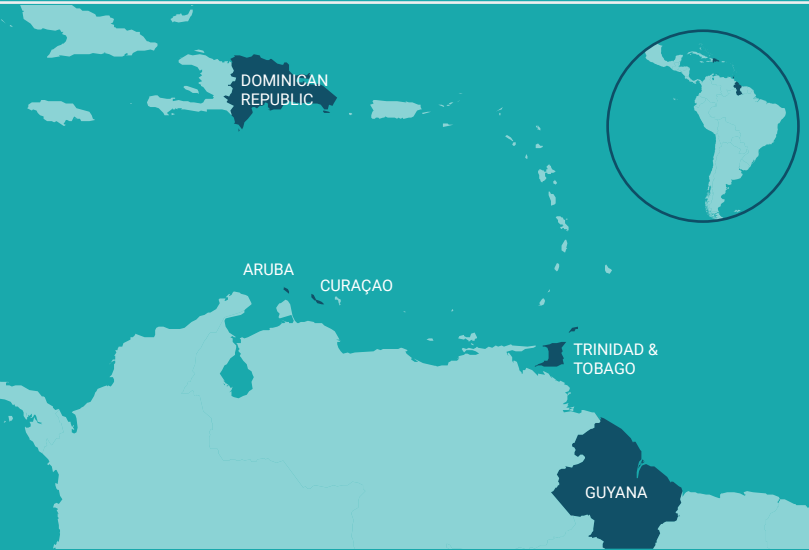 DOMINICAN
REPUBLIC
ARUBA
CURAÇAO
TRINIDAD &
TOBAGO
GUYANA